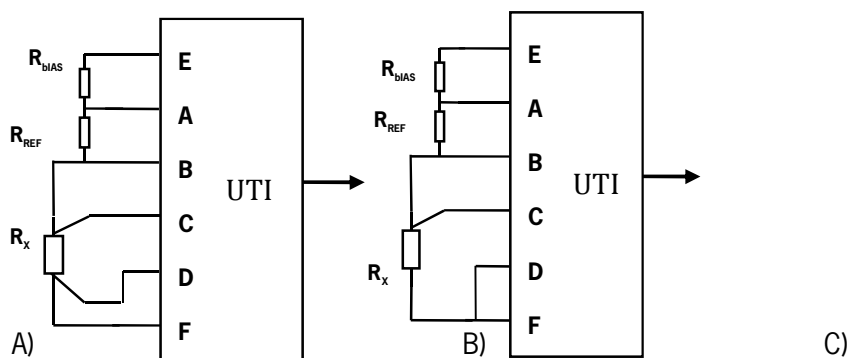 R_bIAS
E
A
R_REF
B
UTI
C
R_X
D
F
A)
R_bIAS
E
A
R_REF
B
UTI
C
R_X
D
F
B)
C)